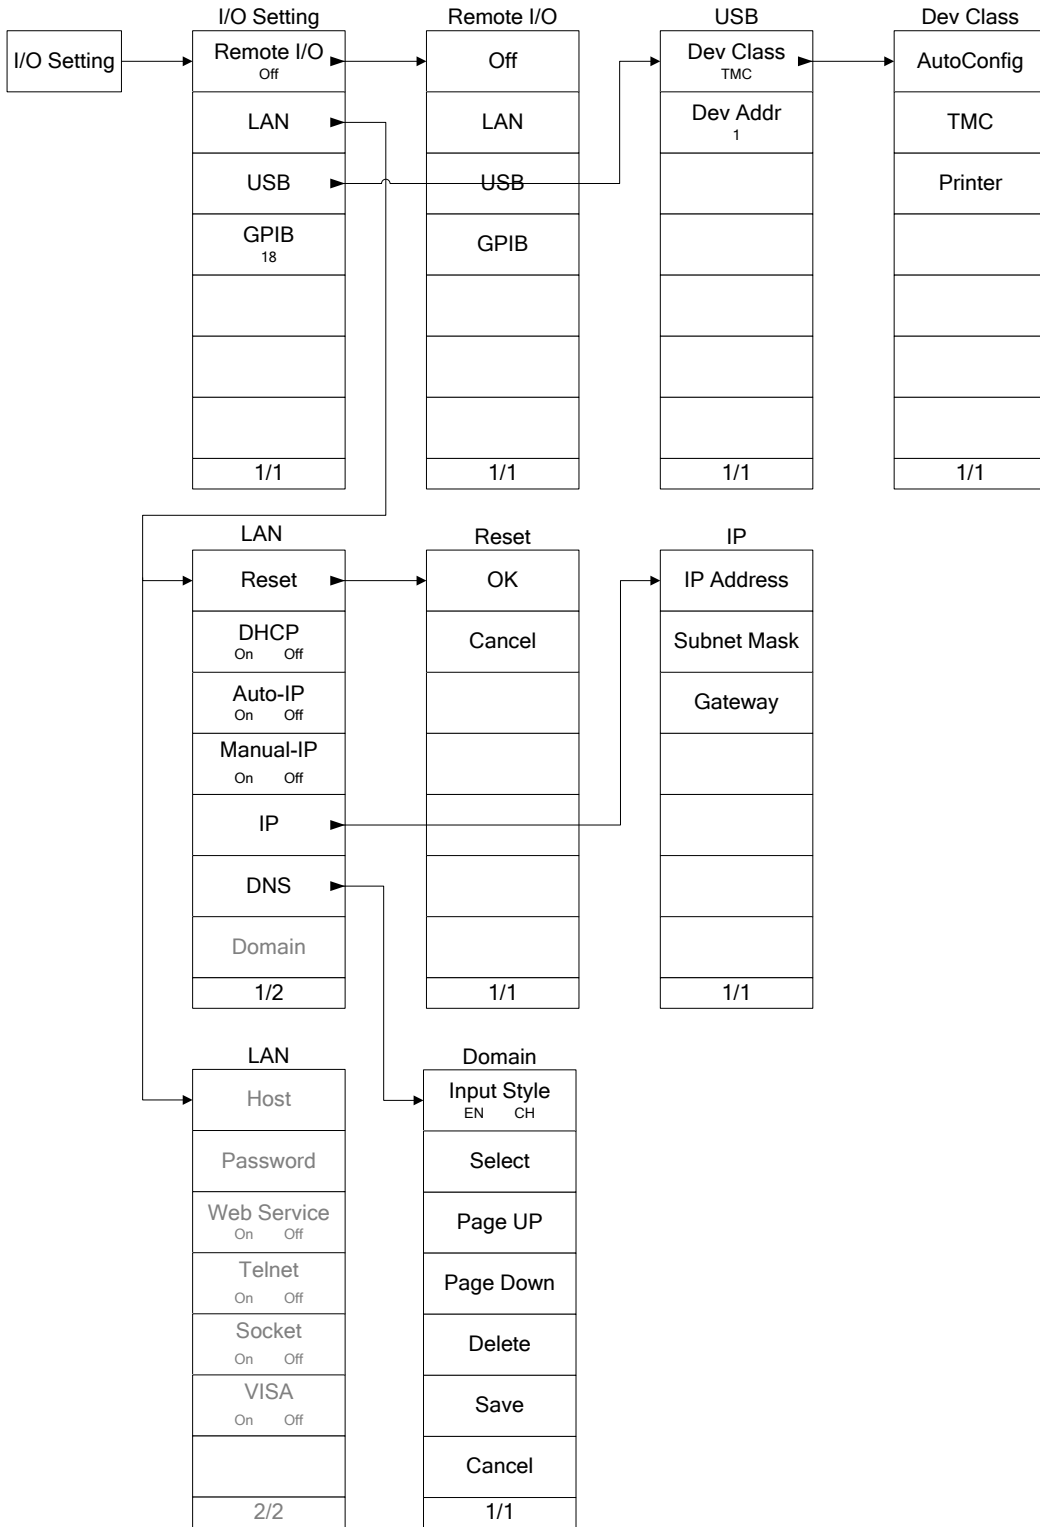 I/O Setting
I/O Setting
Remote I/O
Off
LAN
USB
GPIB
18
1/1
Remote I/O
Off
LAN
USB
GPIB
1/1
USB
Dev Class
TMC
Dev Addr
1
1/1
Dev Class
AutoConfig
TMC
Printer
1/1
LAN
Reset
DHCP
On Off
Auto-IP
On Off
Manual-IP
On Off
IP
DNS
Domain
1/2
Reset
OK
Cancel
1/1
IP
IP Address
Subnet Mask
Gateway
1/1
LAN
Host
Password
Web Service
On Off
Telnet
On Off
Socket
On Off
VISA
On Off
2/2
Domain
Input Style
EN CH
Select
Page UP
Page Down
Delete
Save
Cancel
1/1